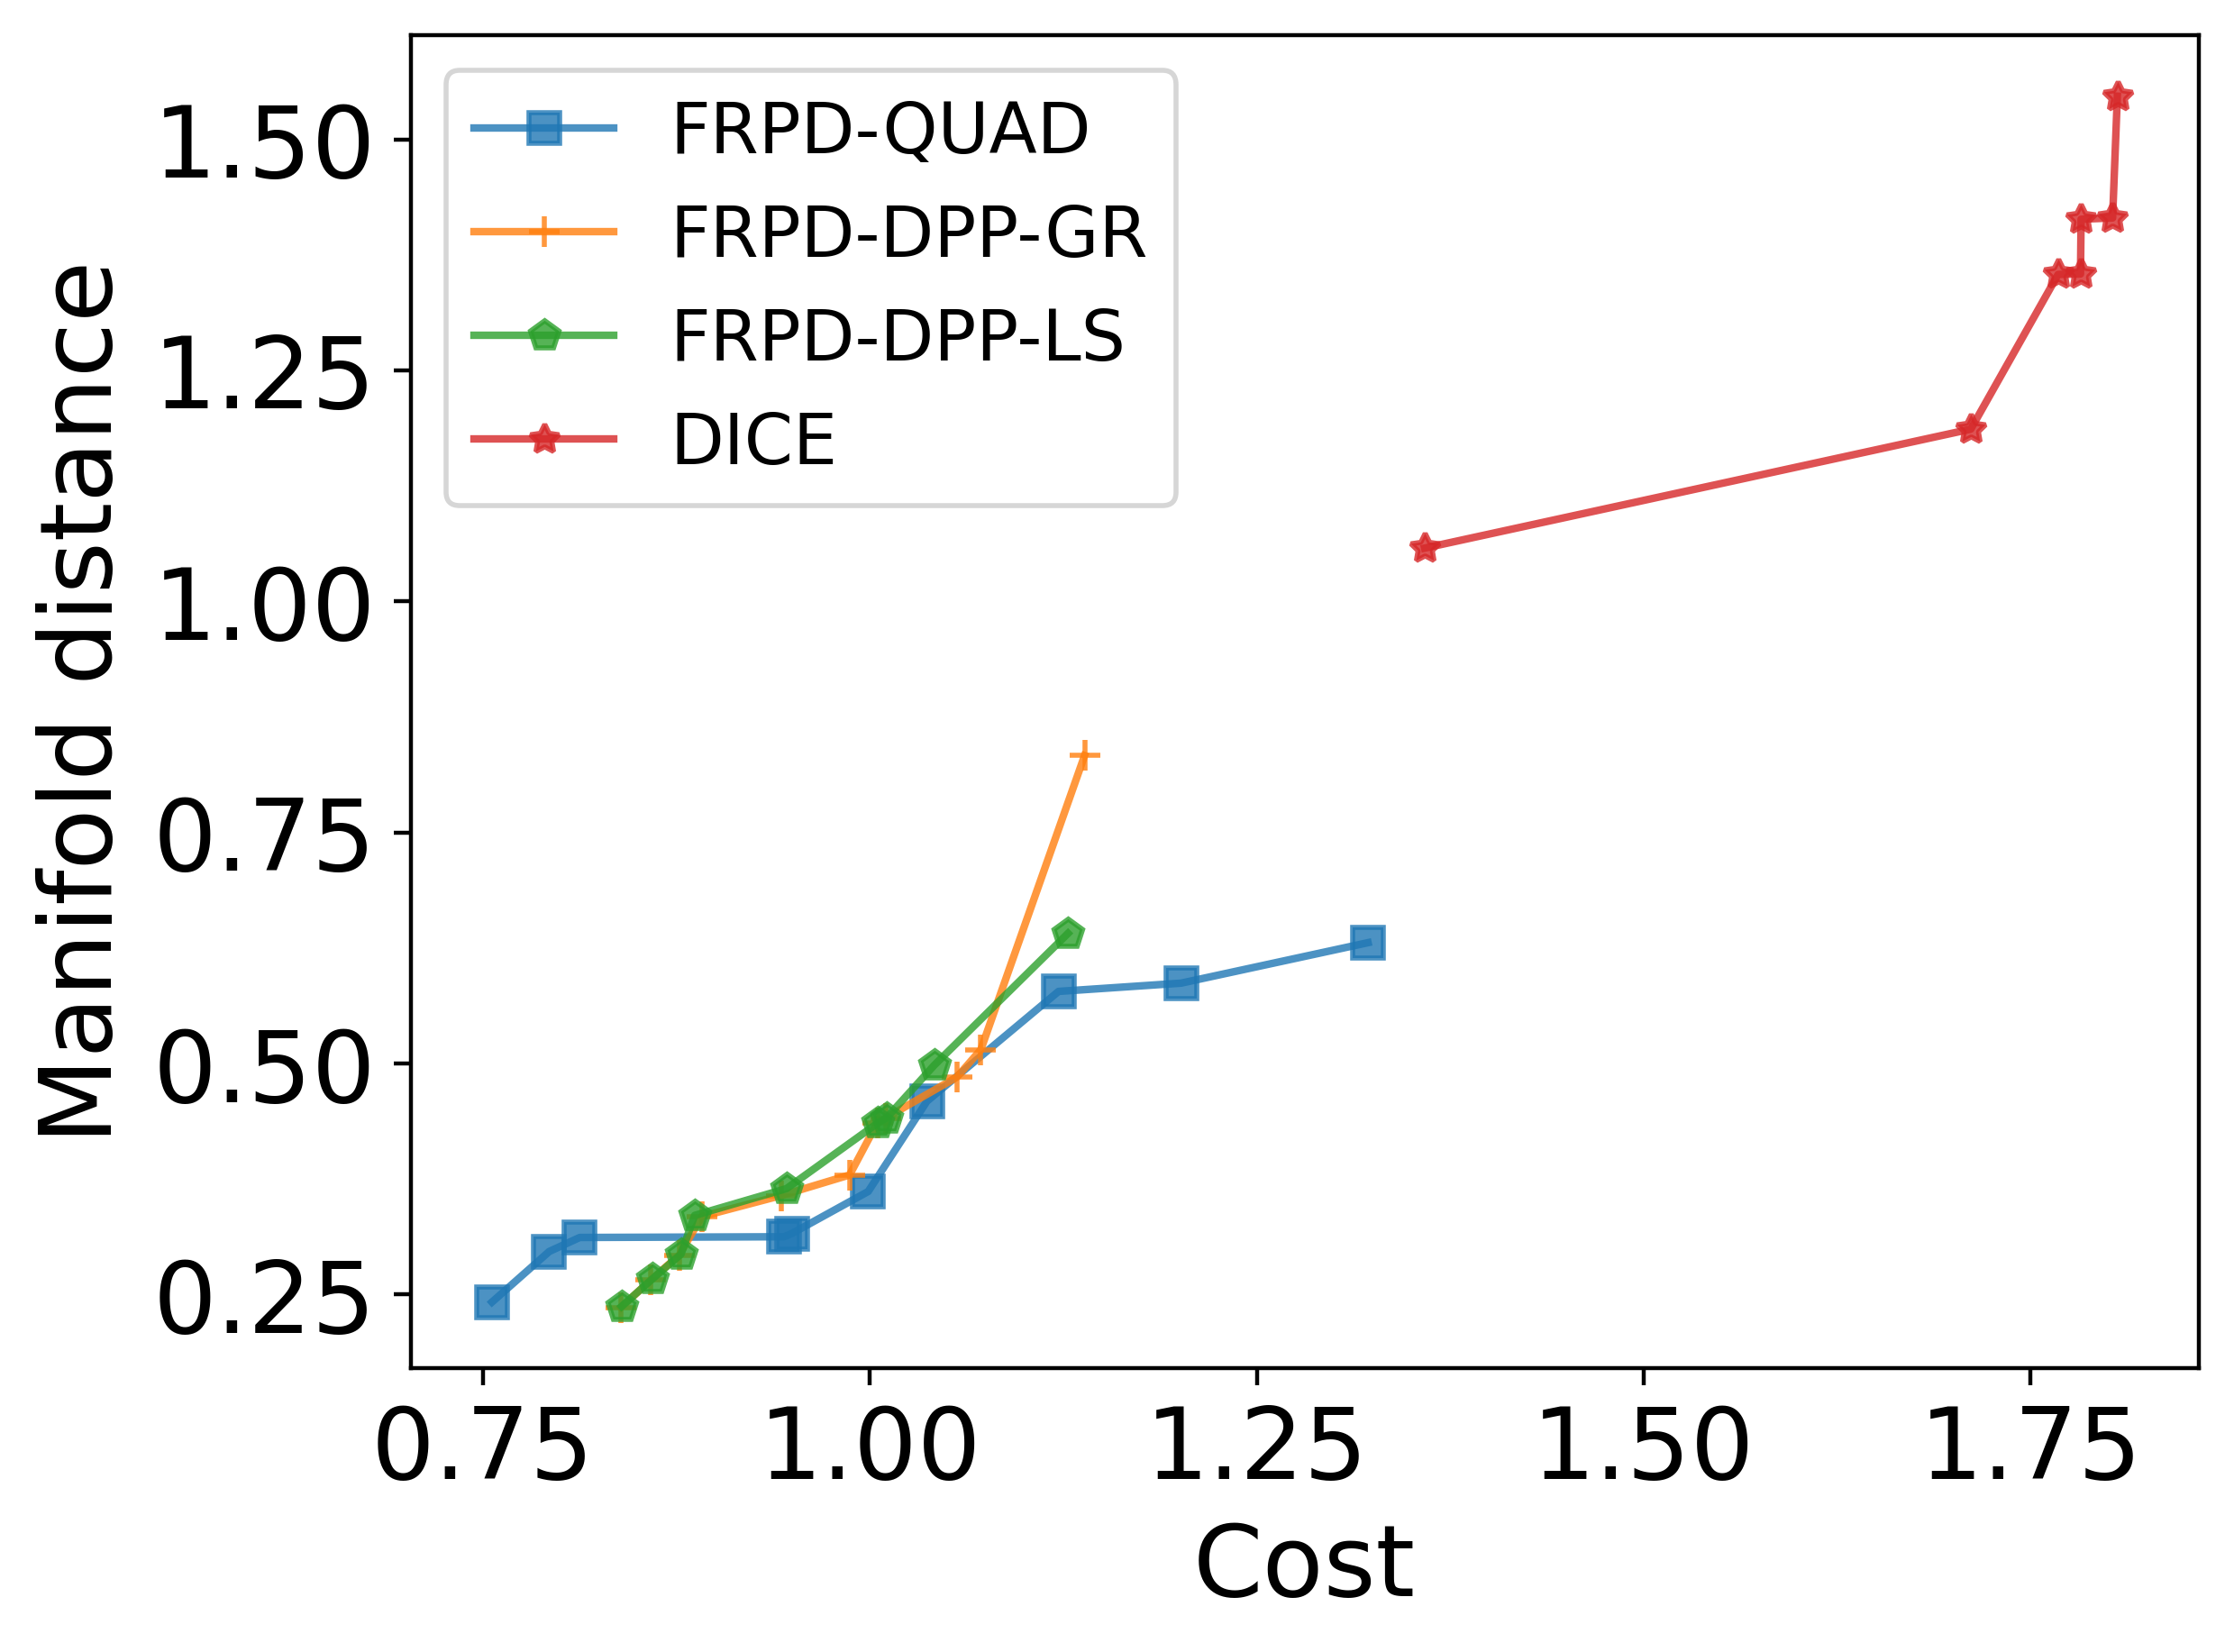 1.50
1.25
1.00
0.75
0.50
0.25
Manifold distance
FRPD-QUAD
FRPD-DPP-GR
FRPD-DPP-LS
DICE
0.75 1.00 1.25 1.50 1.75
Cost